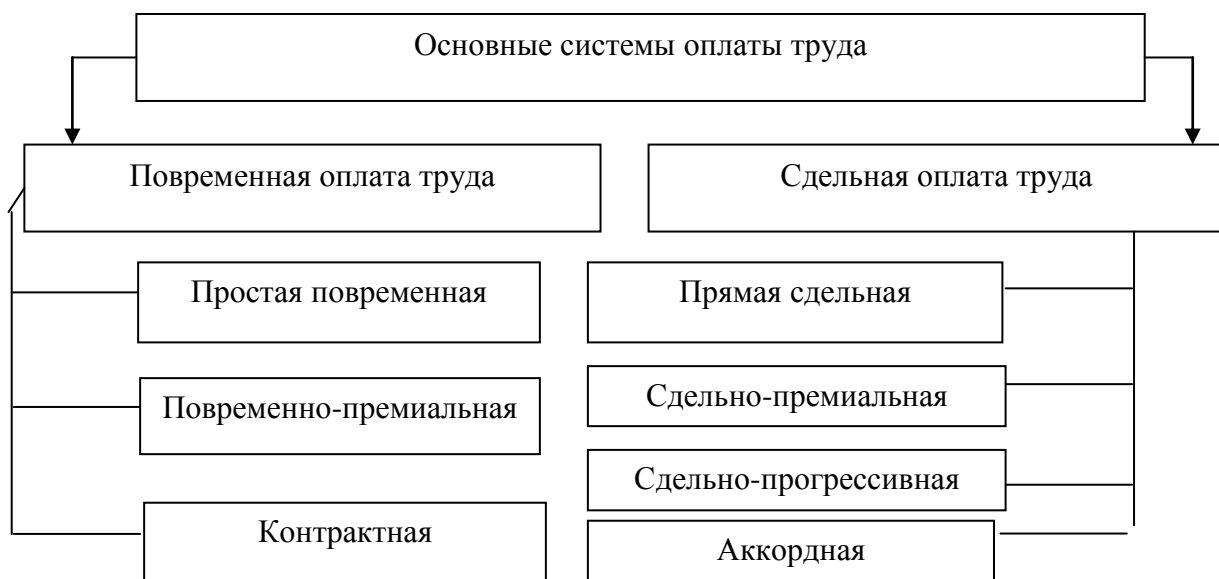 Основные системы оплаты труда
Повременная оплата труда
Сдельная оплата труда
Простая повременная
Прямая сдельная
Повременно-премиальная
Сдельно-премиальная
Сдельно-прогрессивная
Контрактная
Аккордная